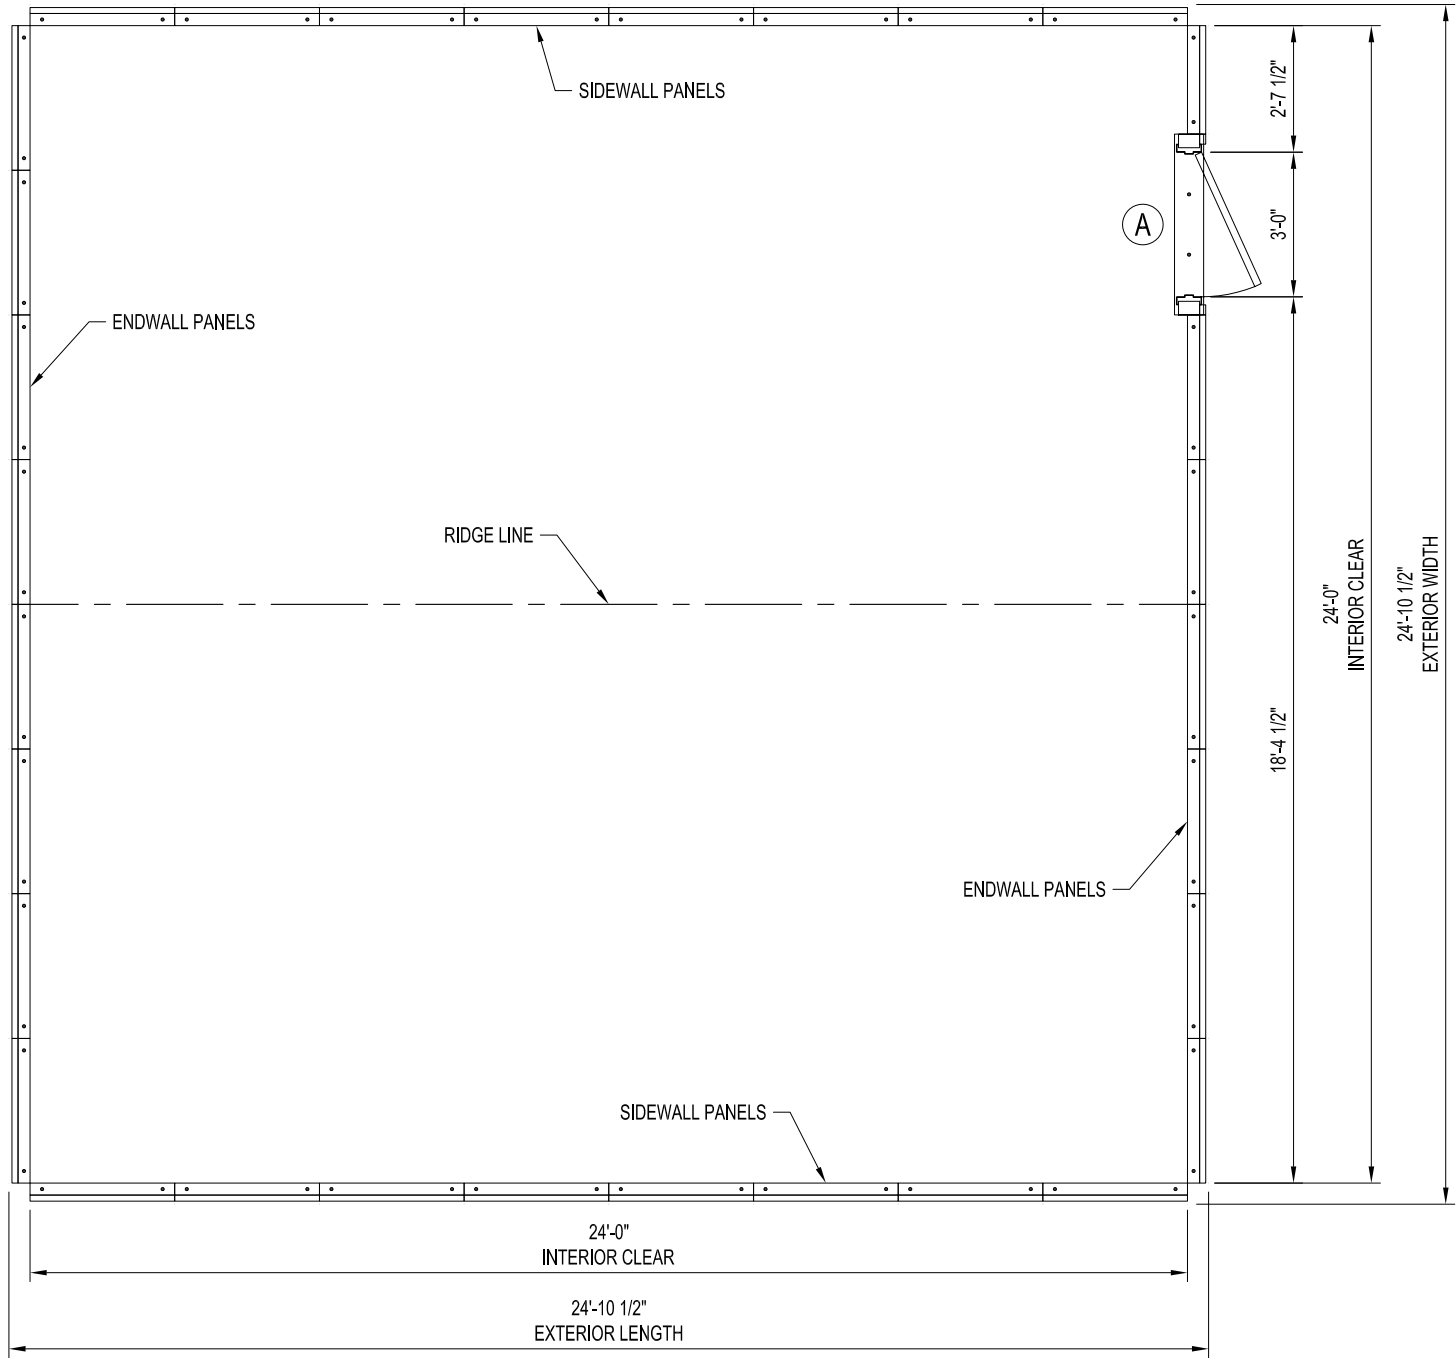 SIDEWALL PANELS
2'-7 1/2"
3'-0"
A
ENDWALL PANELS
RIDGE LINE
24'-0"
INTERIOR CLEAR
24'-10 1/2"
EXTERIOR WIDTH
18'-4 1/2"
ENDWALL PANELS
SIDEWALL PANELS
24'-0"
INTERIOR CLEAR
24'-10 1/2"
EXTERIOR LENGTH